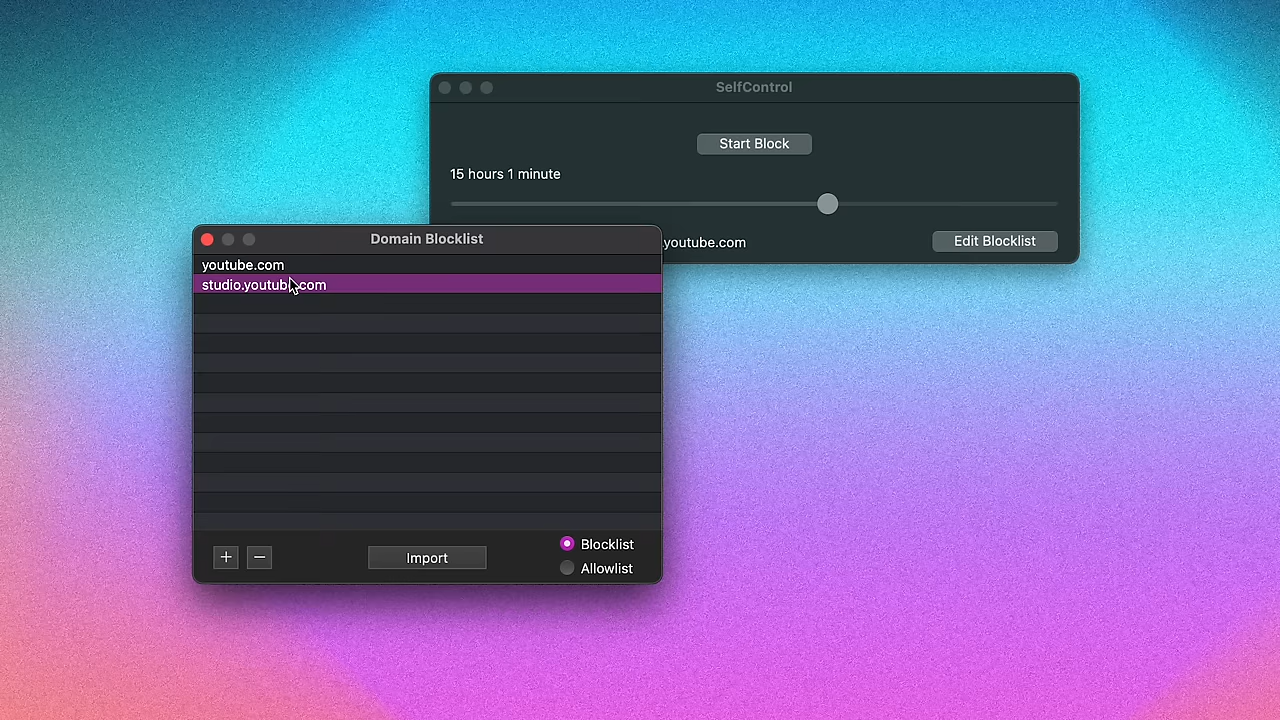 SelfControl
Start Block
15 hours 1 minute
.youtube.com
Edit Blocklist
Domain Blocklist
youtube.com
studio.youtube.com
+
−
Import
Blocklist
Allowlist